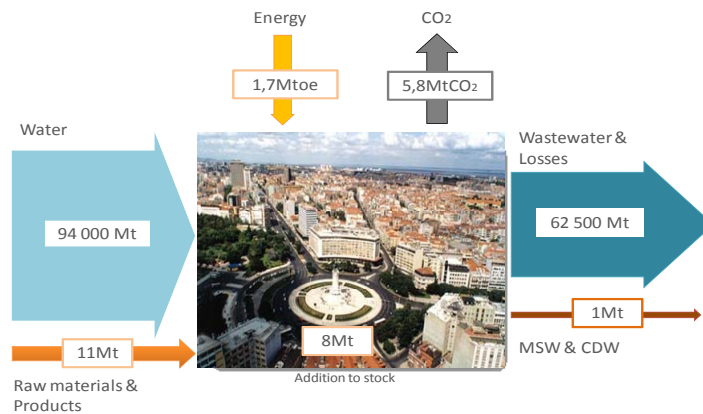 Energy
CO₂
1,7Mtoe
5,8MtCO₂
Water
Wastewater &
Losses
94 000 Mt
62 500 Mt
1Mt
11Mt
8Mt
MSW & CDW
Addition to stock
Raw materials &
Products